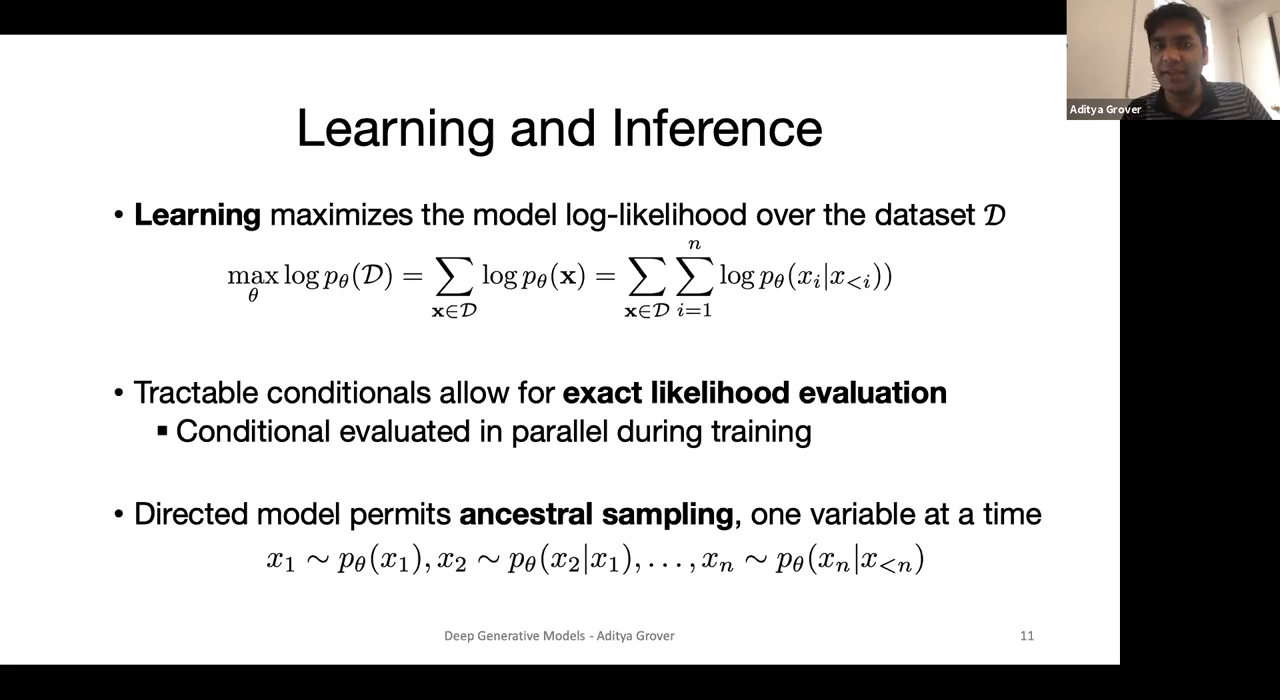 Aditya Grover
Learning and Inference
• Learning maximizes the model log-likelihood over the dataset 𝒟
max_θ log p_θ(𝒟) = ∑_{𝐱∈𝒟} log p_θ(𝐱) = ∑_{𝐱∈𝒟} ∑_{i=1}^{n} log p_θ(x_i|x_{<i}))
• Tractable conditionals allow for exact likelihood evaluation
▪ Conditional evaluated in parallel during training
• Directed model permits ancestral sampling, one variable at a time
x_1 ∼ p_θ(x_1), x_2 ∼ p_θ(x_2|x_1), . . . , x_n ∼ p_θ(x_n|x_{<n})
Deep Generative Models - Aditya Grover
11